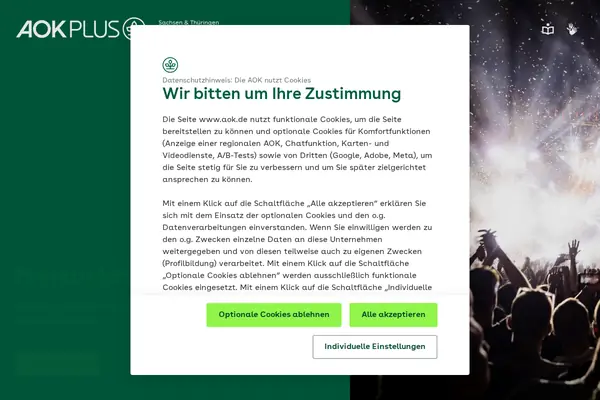 AOK PLUS
Sachsen & Thüringen
Datenschutzhinweis: Die AOK nutzt Cookies
Wir bitten um Ihre Zustimmung
Die Seite www.aok.de nutzt funktionale Cookies, um die Seite
bereitstellen zu können und optionale Cookies für Komfortfunktionen
(Anzeige einer regionalen AOK, Chatfunktion, Karten- und
Videodienste, A/B-Tests) sowie von Dritten (Google, Adobe, Meta), um
die Seite stetig für Sie zu verbessern und um Sie später zielgerichtet
ansprechen zu können.
Mit einem Klick auf die Schaltfläche „Alle akzeptieren“ erklären Sie
sich mit dem Einsatz der optionalen Cookies und den o.g.
Datenverarbeitungen einverstanden. Wenn Sie einwilligen werden zu
den o.g. Zwecken einzelne Daten an diese Unternehmen
weitergegeben und von diesen teilweise auch zu eigenen Zwecken
(Profilbildung) verarbeitet. Mit einem Klick auf die Schaltfläche
„Optionale Cookies ablehnen“ werden ausschließlich funktionale
Cookies eingesetzt. Mit einem Klick auf die Schaltfläche „Individuelle
Optionale Cookies ablehnen
Alle akzeptieren
Individuelle Einstellungen